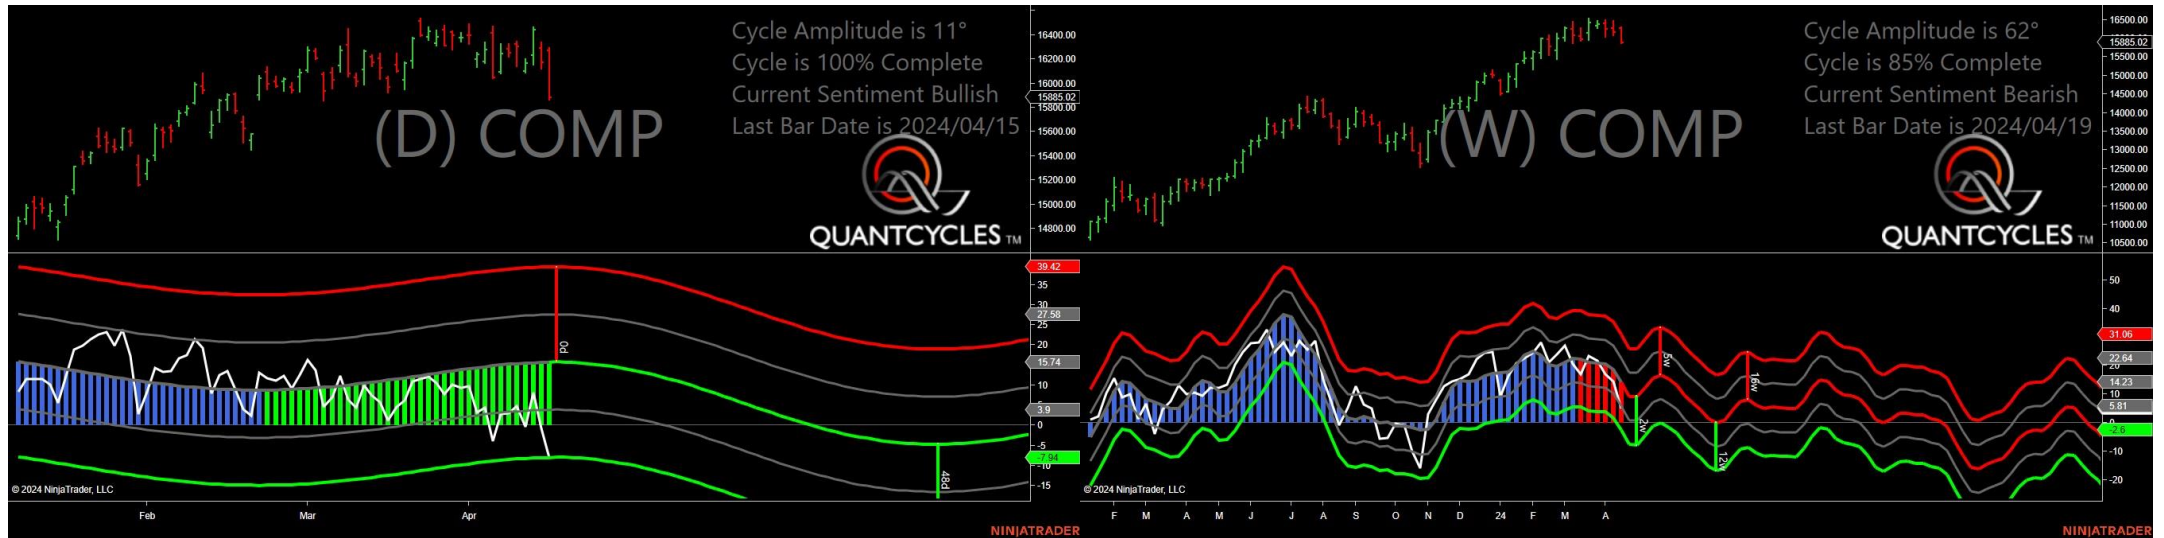 Cycle Amplitude is 11°
Cycle is 100% Complete
Current Sentiment Bullish
Last Bar Date is 2024/04/15
(D) COMP
QUANTCYCLES TM
16400.00
16000.00
15885.02
15800.00
15600.00
15400.00
15200.00
15000.00
14800.00
39.42
35
30
27.58
25
20
15.74
10
3.9
0
-5
-7.94
-10
-15
0d
48d
© 2024 NinjaTrader, LLC
Feb Mar Apr
NINJATRADER
Cycle Amplitude is 62°
Cycle is 85% Complete
Current Sentiment Bearish
Last Bar Date is 2024/04/19
(W) COMP
QUANTCYCLES TM
16500.00
15885.02
15500.00
15000.00
14500.00
14000.00
13500.00
13000.00
12500.00
12000.00
11500.00
11000.00
10500.00
50
40
31.06
22.64
20
14.23
10
5.81
-2.6
-10
-20
5w
16w
2w
12w
© 2024 NinjaTrader, LLC
F M A M J J A S O N D 24 F M A
NINJATRADER